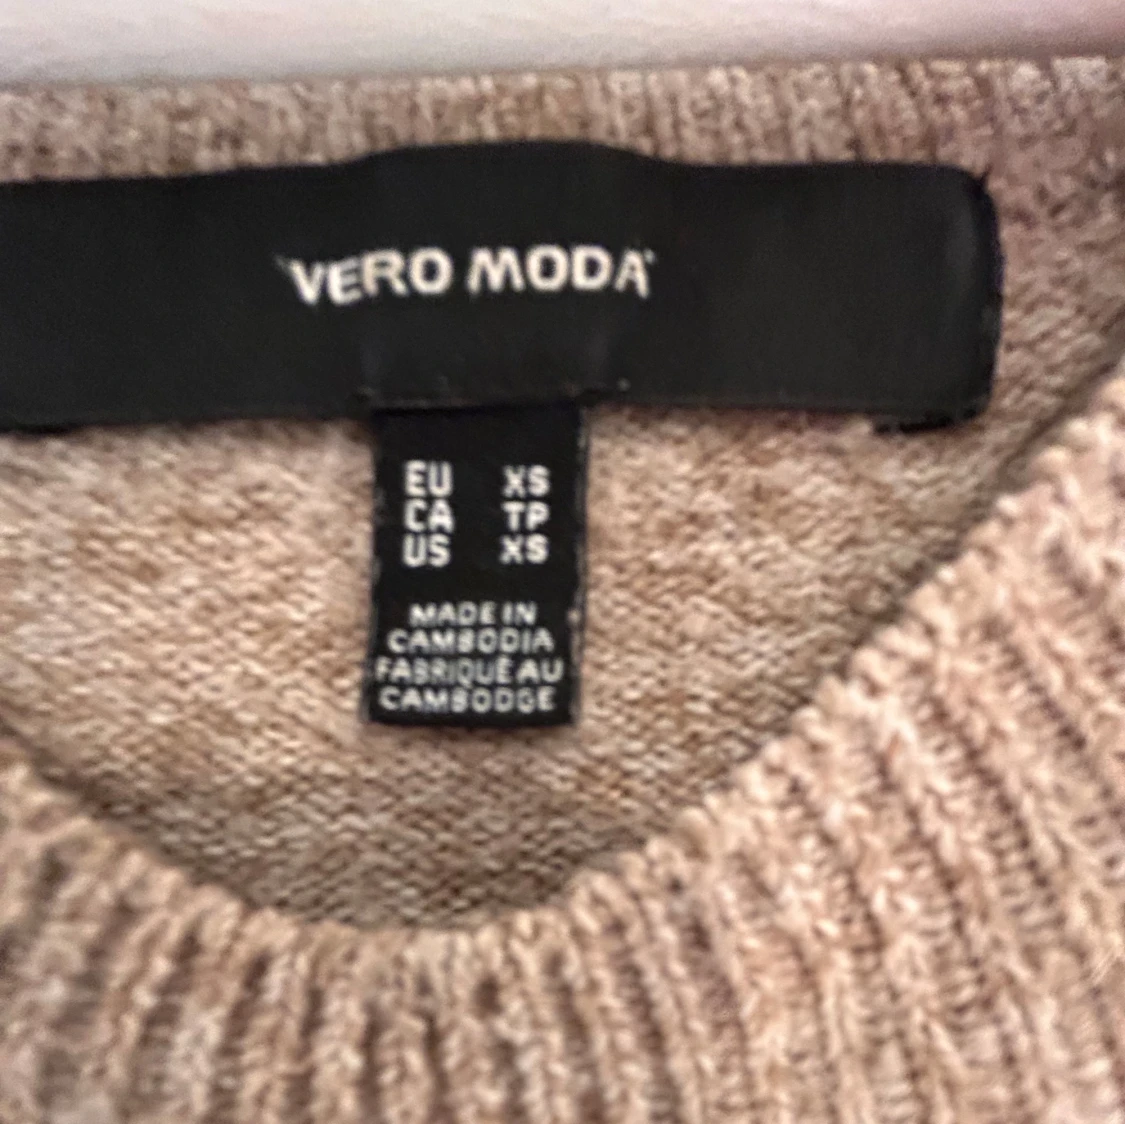 VERO MODA
EU XS
CA TP
US XS
MADE IN
CAMBODIA
FABRIQUÉ AU
CAMBODGE